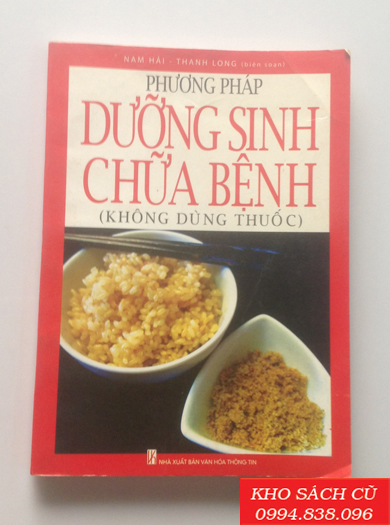 NAM HẢI - THANH LONG (biên soạn)
PHƯƠNG PHÁP
DƯỠNG SINH
CHỮA BỆNH
(KHÔNG DÙNG THUỐC)
NHÀ XUẤT BẢN VĂN HÓA THÔNG TIN
KHO SÁCH CŨ
0994.838.096